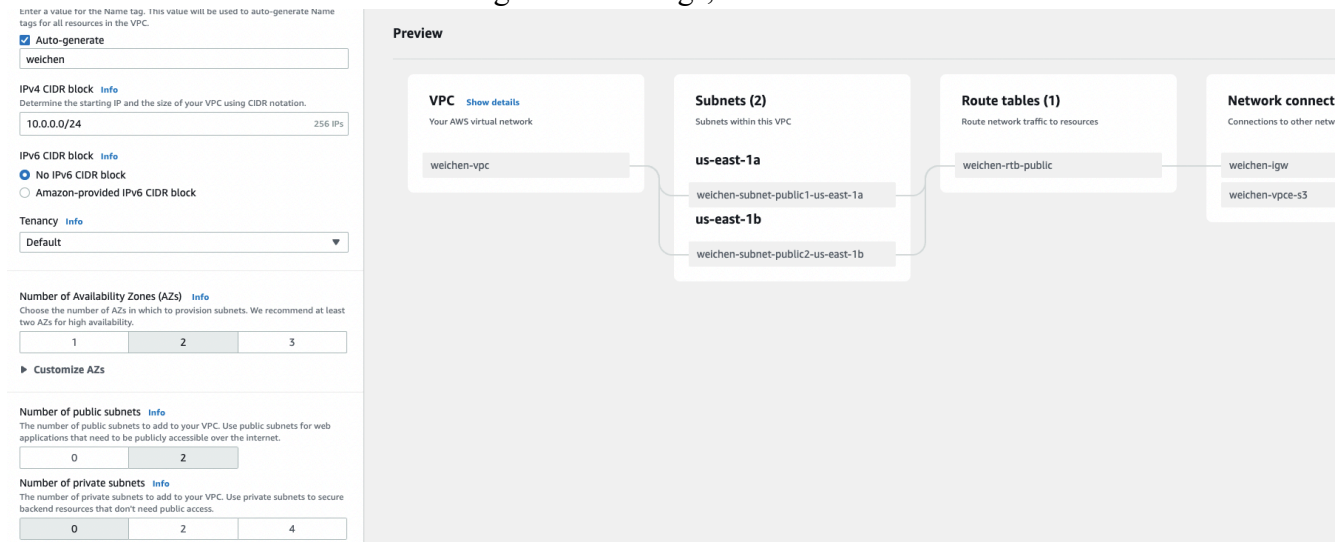 Enter a value for the Name tag. This value will be used to auto-generate Name
tags for all resources in the VPC.
Auto-generate
weichen
IPv4 CIDR block Info
Determine the starting IP and the size of your VPC using CIDR notation.
10.0.0.0/24 256 IPs
IPv6 CIDR block Info
No IPv6 CIDR block
Amazon-provided IPv6 CIDR block
Tenancy Info
Default
Number of Availability Zones (AZs) Info
Choose the number of AZs in which to provision subnets. We recommend at least
two AZs for high availability.
1 2 3
Customize AZs
Number of public subnets Info
The number of public subnets to add to your VPC. Use public subnets for web
applications that need to be publicly accessible over the internet.
0 2
Number of private subnets Info
The number of private subnets to add to your VPC. Use private subnets to secure
backend resources that don't need public access.
0 2 4
Preview
VPC Show details
Your AWS virtual network
weichen-vpc
Subnets (2)
Subnets within this VPC
us-east-1a
weichen-subnet-public1-us-east-1a
us-east-1b
weichen-subnet-public2-us-east-1b
Route tables (1)
Route network traffic to resources
weichen-rtb-public
Network connect
Connections to other netw
weichen-igw
weichen-vpce-s3